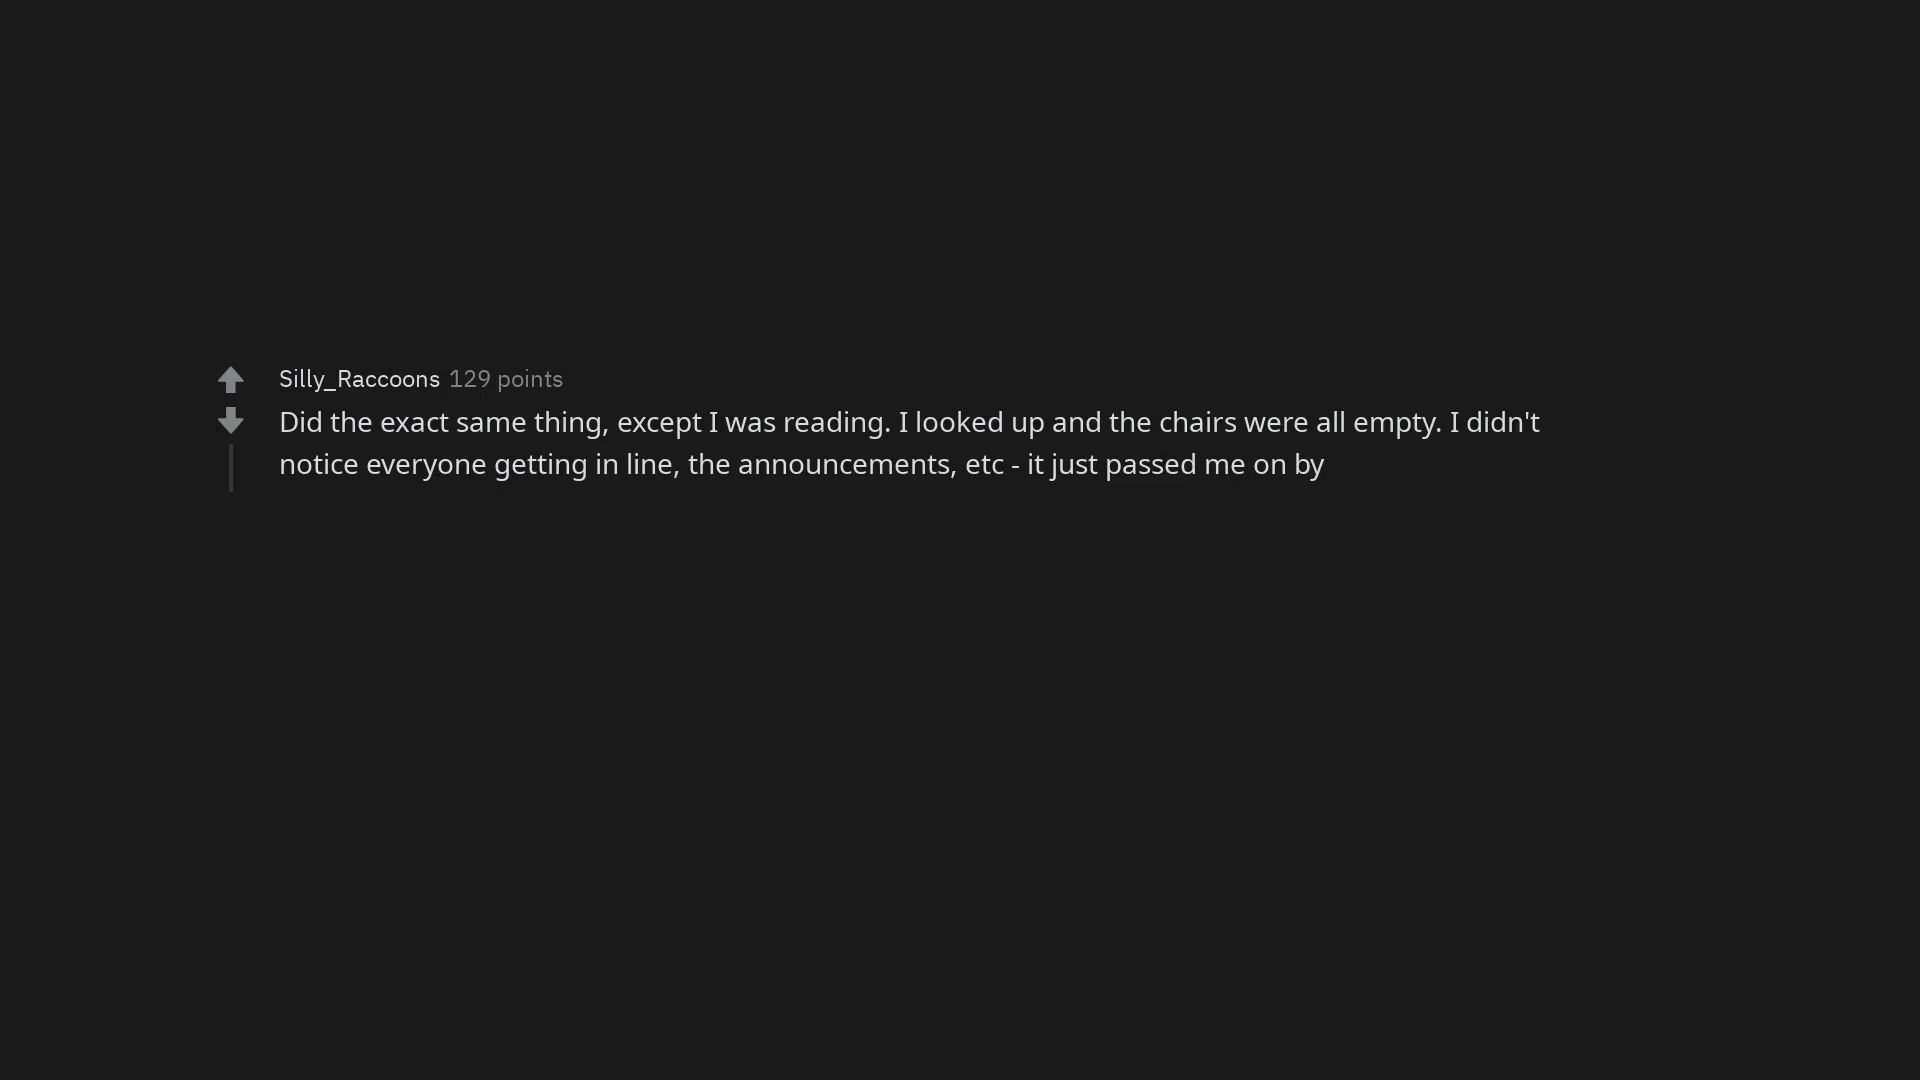 Silly_Raccoons 129 points
Did the exact same thing, except I was reading. I looked up and the chairs were all empty. I didn't
notice everyone getting in line, the announcements, etc - it just passed me on by